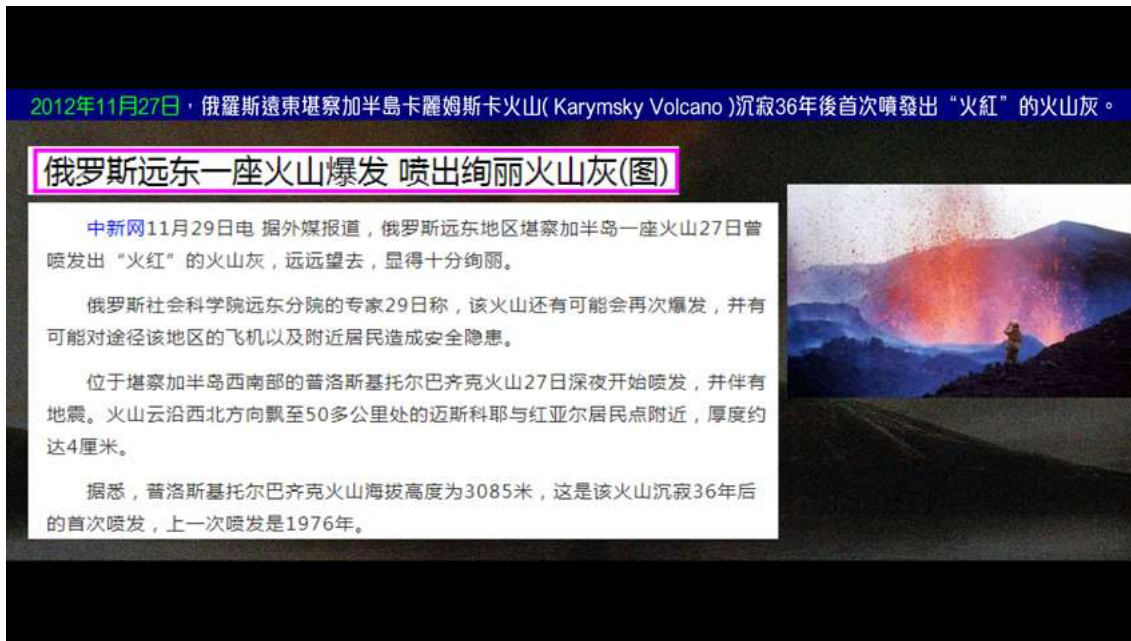 2012年11月27日，俄羅斯遠東堪察加半島卡麗姆斯卡火山( Karymsky Volcano )沉寂36年後首次噴發出“火紅”的火山灰。
俄罗斯远东一座火山爆发 喷出绚丽火山灰(图)
中新网11月29日电 据外媒报道，俄罗斯远东地区堪察加半岛一座火山27日曾
喷发出“火红”的火山灰，远远望去，显得十分绚丽。
俄罗斯社会科学院远东分院的专家29日称，该火山还有可能会再次爆发，并有
可能对途径该地区的飞机以及附近居民造成安全隐患。
位于堪察加半岛西南部的普洛斯基托尔巴齐克火山27日深夜开始喷发，并伴有
地震。火山云沿西北方向飘至50多公里处的迈斯科耶与红亚尔居民点附近，厚度约
达4厘米。
据悉，普洛斯基托尔巴齐克火山海拔高度为3085米，这是该火山沉寂36年后
的首次喷发，上一次喷发是1976年。